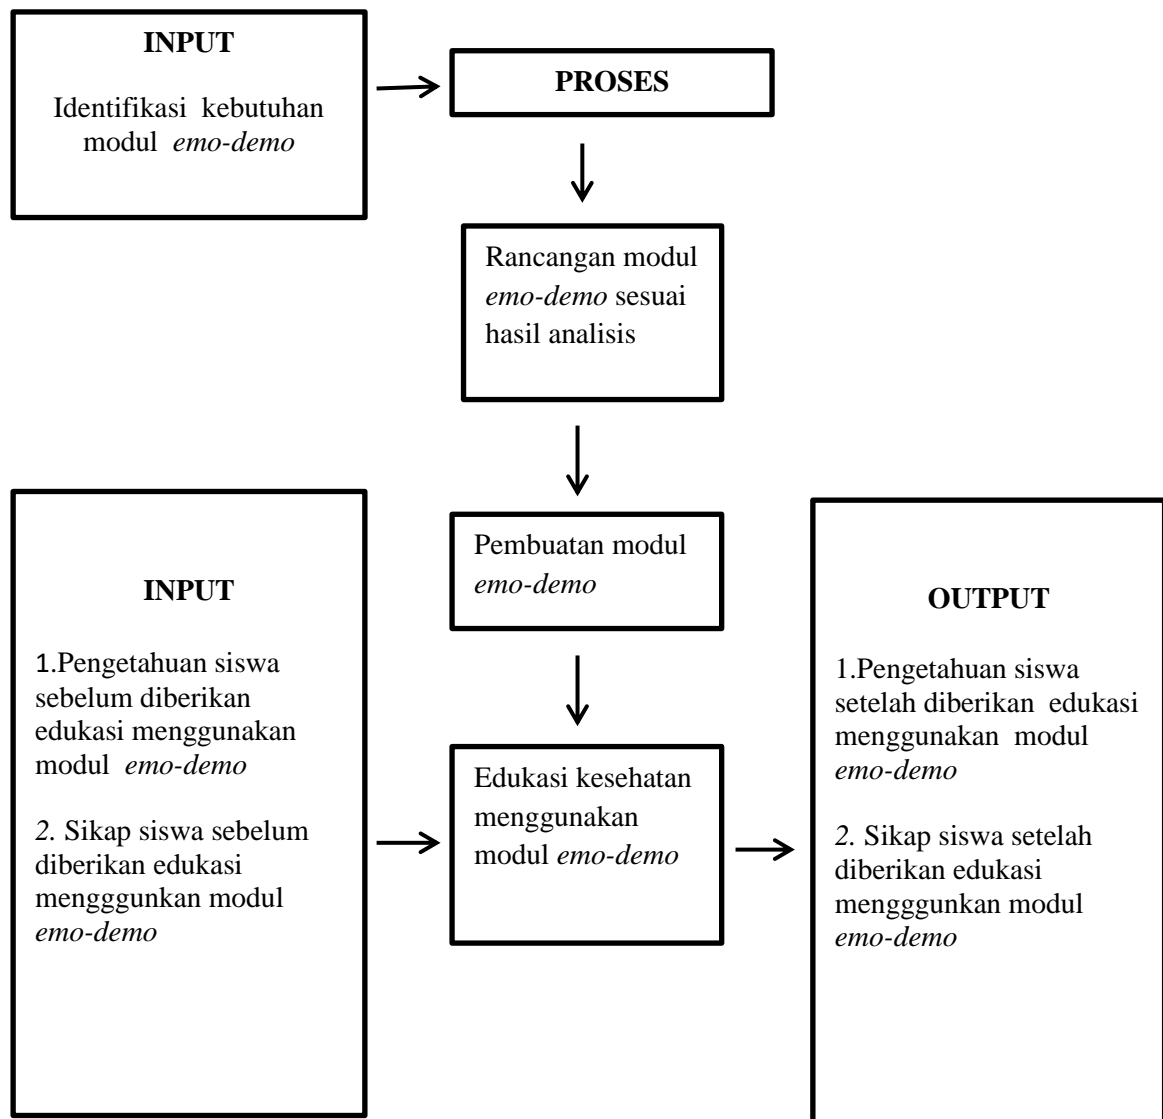 INPUT
Identifikasi kebutuhan
modul emo-demo
PROSES
Rancangan modul
emo-demo sesuai
hasil analisis
Pembuatan modul
emo-demo
INPUT
1.Pengetahuan siswa
sebelum diberikan
edukasi menggunakan
modul emo-demo
2. Sikap siswa sebelum
diberikan edukasi
mengggunkan modul
emo-demo
Edukasi kesehatan
menggunakan
modul emo-demo
OUTPUT
1.Pengetahuan siswa
setelah diberikan edukasi
menggunakan modul
emo-demo
2. Sikap siswa setelah
diberikan edukasi
mengggunkan modul
emo-demo